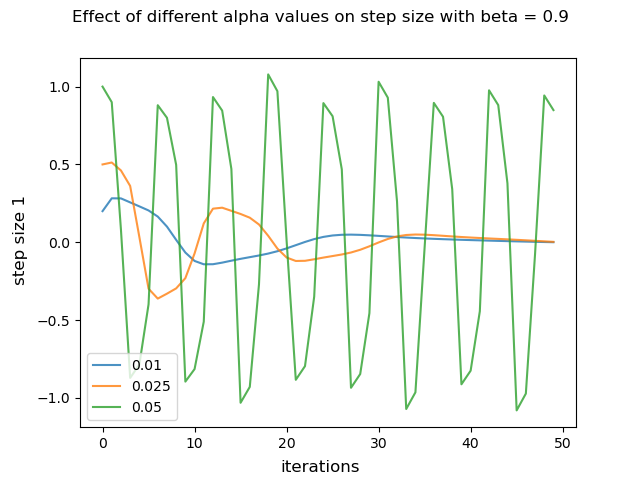 Effect of different alpha values on step size with beta = 0.9
step size 1
1.0
0.5
0.0
−0.5
−1.0
0.01
0.025
0.05
0 10 20 30 40 50
iterations